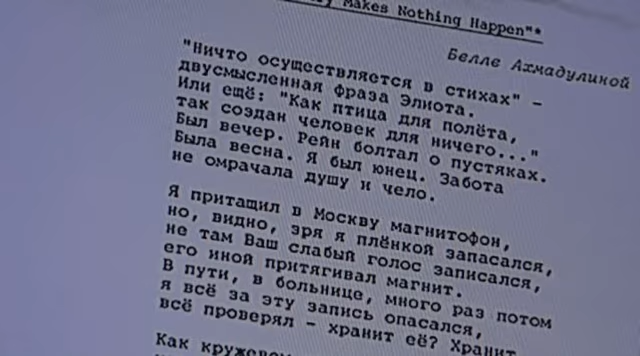 Makes Nothing Happen"*
Белле Ахмадулиной
"Ничто осуществляется в стихах" –
двусмысленная фраза Элиота.
Или ещё: "Как птица для полёта,
так создан человек для ничего..."
Был вечер. Рейн болтал о пустяках.
Была весна. Я был юнец. Забота
не омрачала душу и чело.
Я притащил в Москву магнитофон,
но, видно, зря я плёнкой запасался,
не там Ваш слабый голос записался,
его иной притягивал магнит.
В пути, в больнице, много раз потом
я всё за эту запись опасался,
всё проверял – хранит её? Хранит
Как